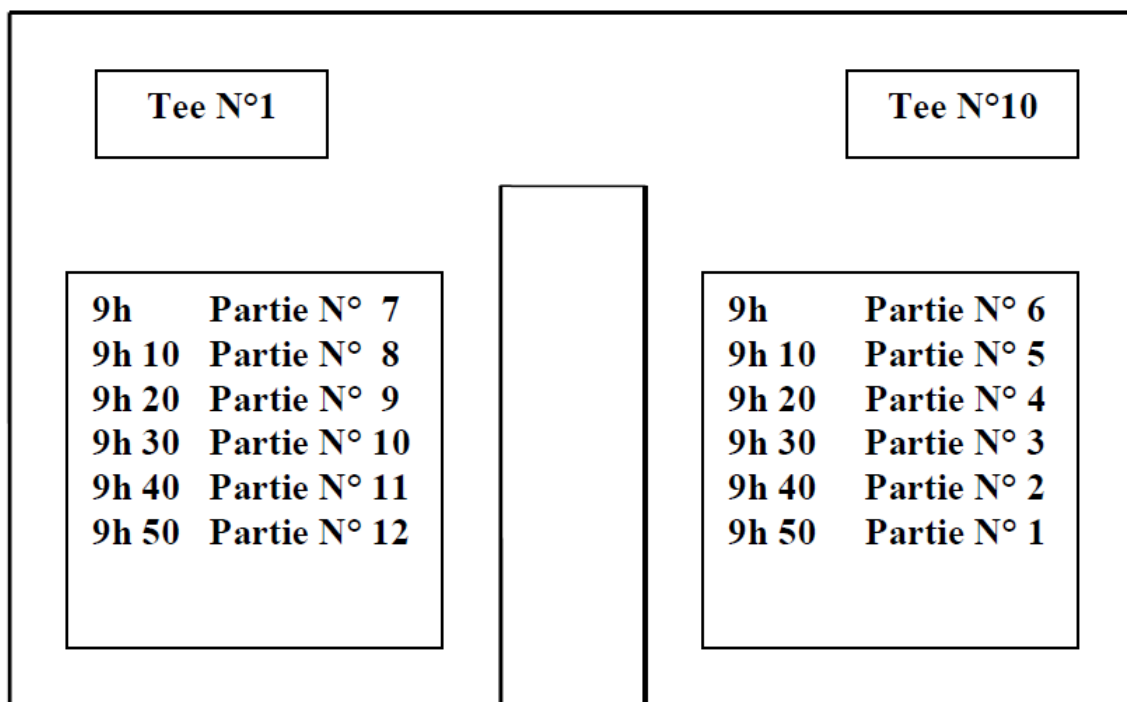 Tee N°1
Tee N°10
9h Partie N° 7
9h 10 Partie N° 8
9h 20 Partie N° 9
9h 30 Partie N° 10
9h 40 Partie N° 11
9h 50 Partie N° 12
9h Partie N° 6
9h 10 Partie N° 5
9h 20 Partie N° 4
9h 30 Partie N° 3
9h 40 Partie N° 2
9h 50 Partie N° 1